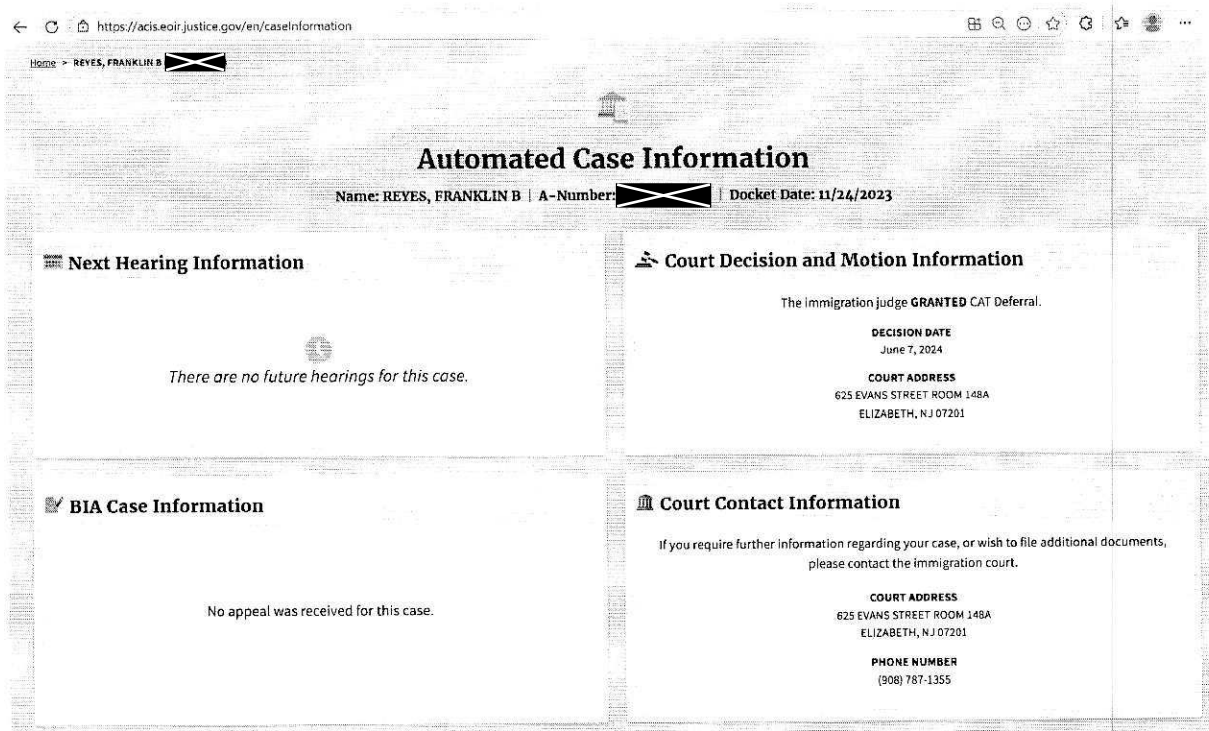 https://acis.eoir.justice.gov/en/caseInformation
Home > REYES, FRANKLIN B
Automated Case Information
Name: REYES, FRANKLIN B | A-Number: | Docket Date: 11/24/2023
Next Hearing Information
There are no future hearings for this case.
Court Decision and Motion Information
The immigration judge GRANTED CAT Deferral.
DECISION DATE
June 7, 2024
COURT ADDRESS
625 EVANS STREET ROOM 148A
ELIZABETH, NJ 07201
BIA Case Information
No appeal was received for this case.
Court Contact Information
If you require further information regarding your case, or wish to file additional documents,
please contact the immigration court.
COURT ADDRESS
625 EVANS STREET ROOM 148A
ELIZABETH, NJ 07201
PHONE NUMBER
(908) 787-1355